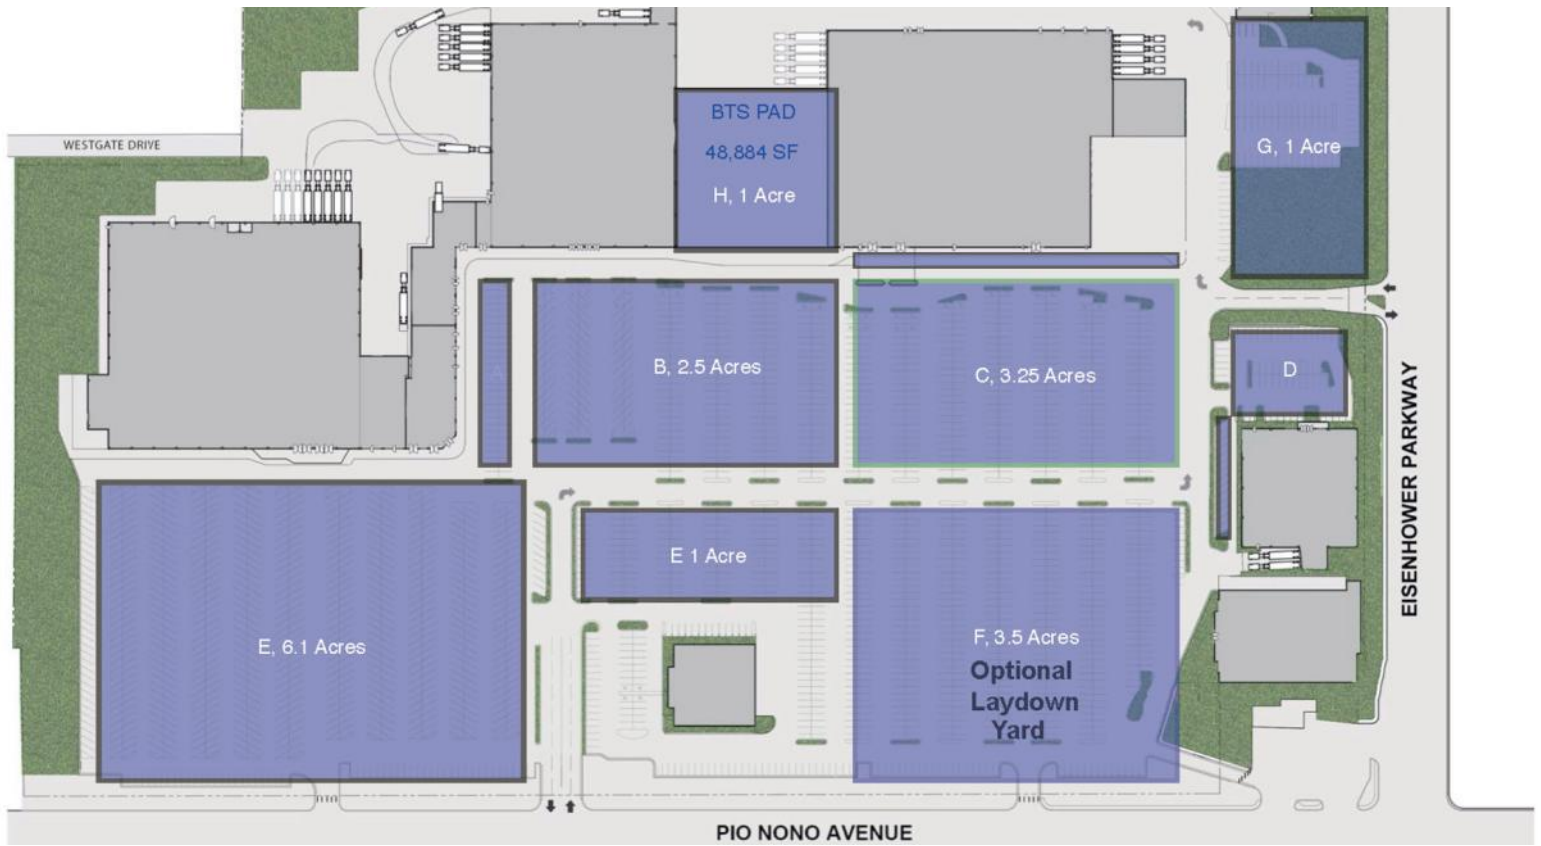 BTS PAD
48,884 SF
H, 1 Acre
WESTGATE DRIVE
G, 1 Acre
A
B, 2.5 Acres
C, 3.25 Acres
D
E 1 Acre
E, 6.1 Acres
F, 3.5 Acres
Optional
Laydown
Yard
EISENHOWER PARKWAY
PIO NONO AVENUE